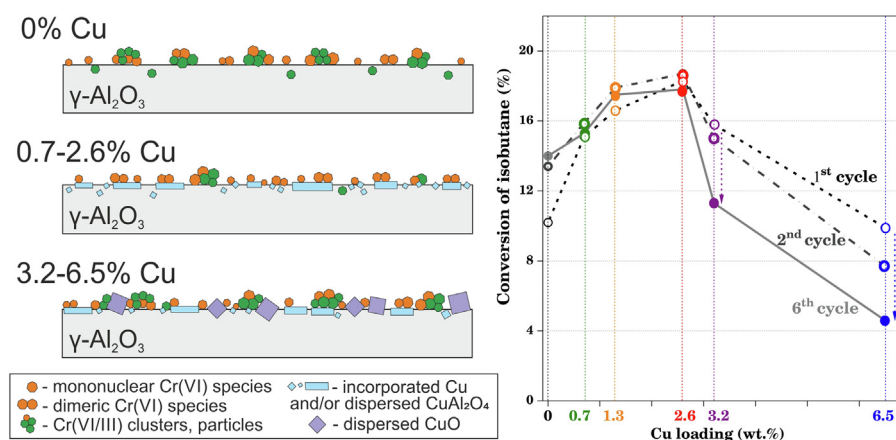 0% Cu
γ-Al₂O₃
0.7-2.6% Cu
γ-Al₂O₃
3.2-6.5% Cu
γ-Al₂O₃
- mononuclear Cr(VI) species
- dimeric Cr(VI) species
- Cr(VI/III) clusters, particles
- incorporated Cu
and/or dispersed CuAl₂O₄
- dispersed CuO
Conversion of isobutane (%)
20
16
12
8
4
0
1st cycle
2nd cycle
6th cycle
0 0.7 1.3 2.6 3.2 6.5
Cu loading (wt.%)